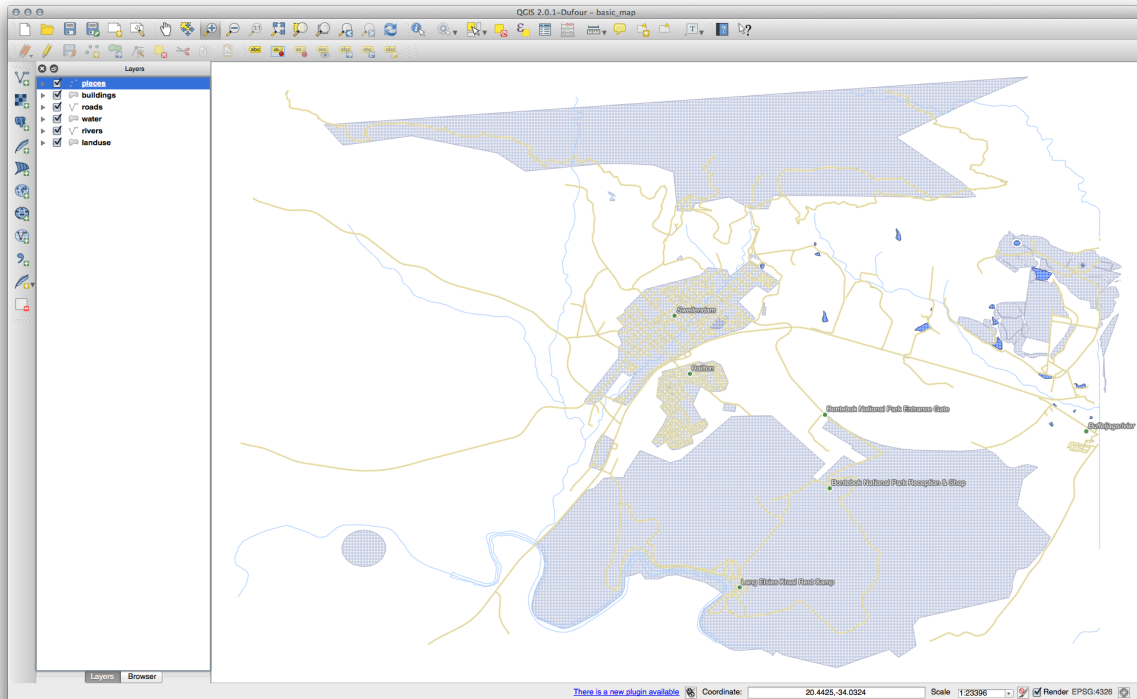 QGIS 2.0.1-Dufour - basic_map
Layers
places
buildings
roads
water
rivers
landuse
Swellendam
Railton
Bontebok National Park Entrance Gate
Buffeljagsrivier
Bontebok National Park Reception & Shop
Lang Elsies Kraal Rest Camp
Layers
Browser
There is a new plugin available
Coordinate:
20.4425,-34.0324
Scale
1:23396
Render
EPSG:4326